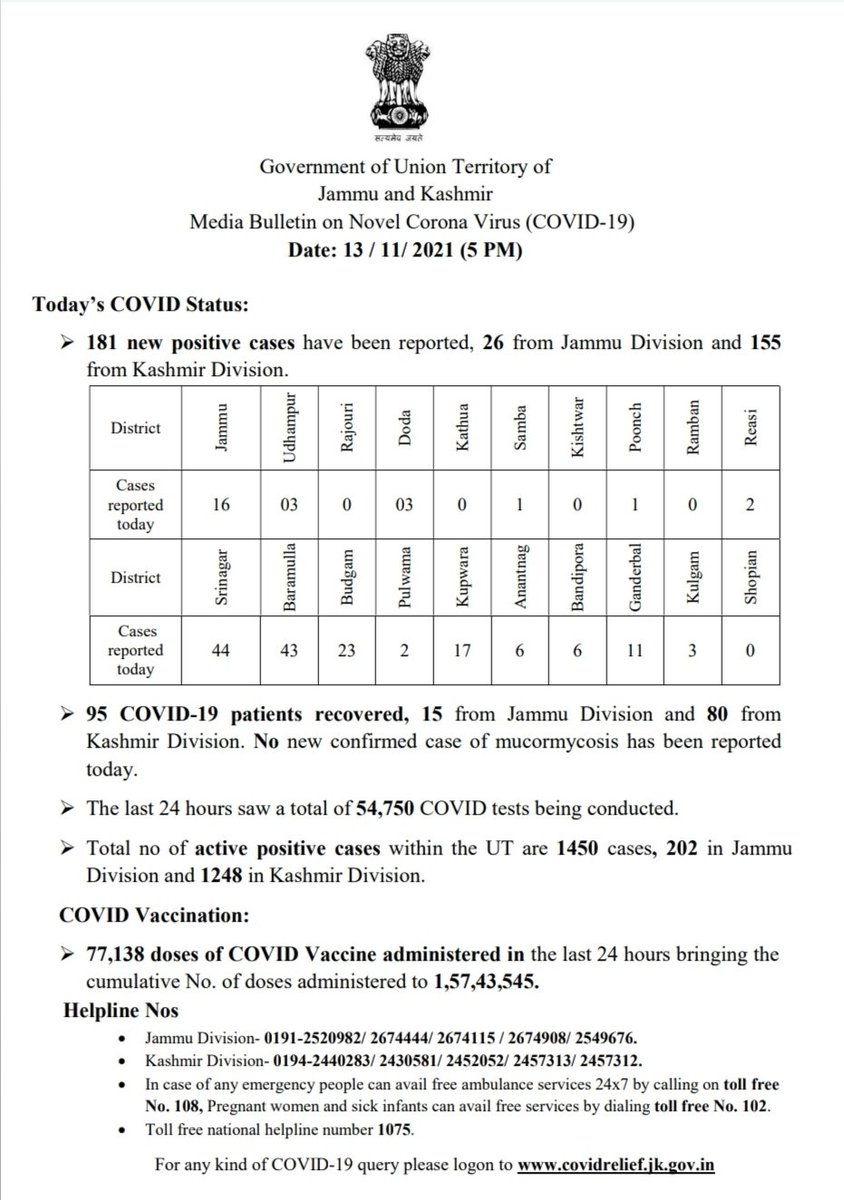 सत्यमेव जयते
Government of Union Territory of
Jammu and Kashmir
Media Bulletin on Novel Corona Virus (COVID-19)
Date: 13 / 11/ 2021 (5 PM)
Today’s COVID Status:
➢ 181 new positive cases have been reported, 26 from Jammu Division and 155
from Kashmir Division.
District Jammu Udhampur Rajouri Doda Kathua Samba Kishtwar Poonch Ramban Reasi
Cases
reported
today
16 03 0 03 0 1 0 1 0 2
District Srinagar Baramulla Budgam Pulwama Kupwara Anantnag Bandipora Ganderbal Kulgam Shopian
Cases
reported
today
44 43 23 2 17 6 6 11 3 0
➢ 95 COVID-19 patients recovered, 15 from Jammu Division and 80 from
Kashmir Division. No new confirmed case of mucormycosis has been reported
today.
➢ The last 24 hours saw a total of 54,750 COVID tests being conducted.
➢ Total no of active positive cases within the UT are 1450 cases, 202 in Jammu
Division and 1248 in Kashmir Division.
COVID Vaccination:
➢ 77,138 doses of COVID Vaccine administered in the last 24 hours bringing the
cumulative No. of doses administered to 1,57,43,545.
Helpline Nos
• Jammu Division- 0191-2520982/ 2674444/ 2674115 / 2674908/ 2549676.
• Kashmir Division- 0194-2440283/ 2430581/ 2452052/ 2457313/ 2457312.
• In case of any emergency people can avail free ambulance services 24x7 by calling on toll free
No. 108, Pregnant women and sick infants can avail free services by dialing toll free No. 102.
• Toll free national helpline number 1075.
For any kind of COVID-19 query please logon to www.covidrelief.jk.gov.in